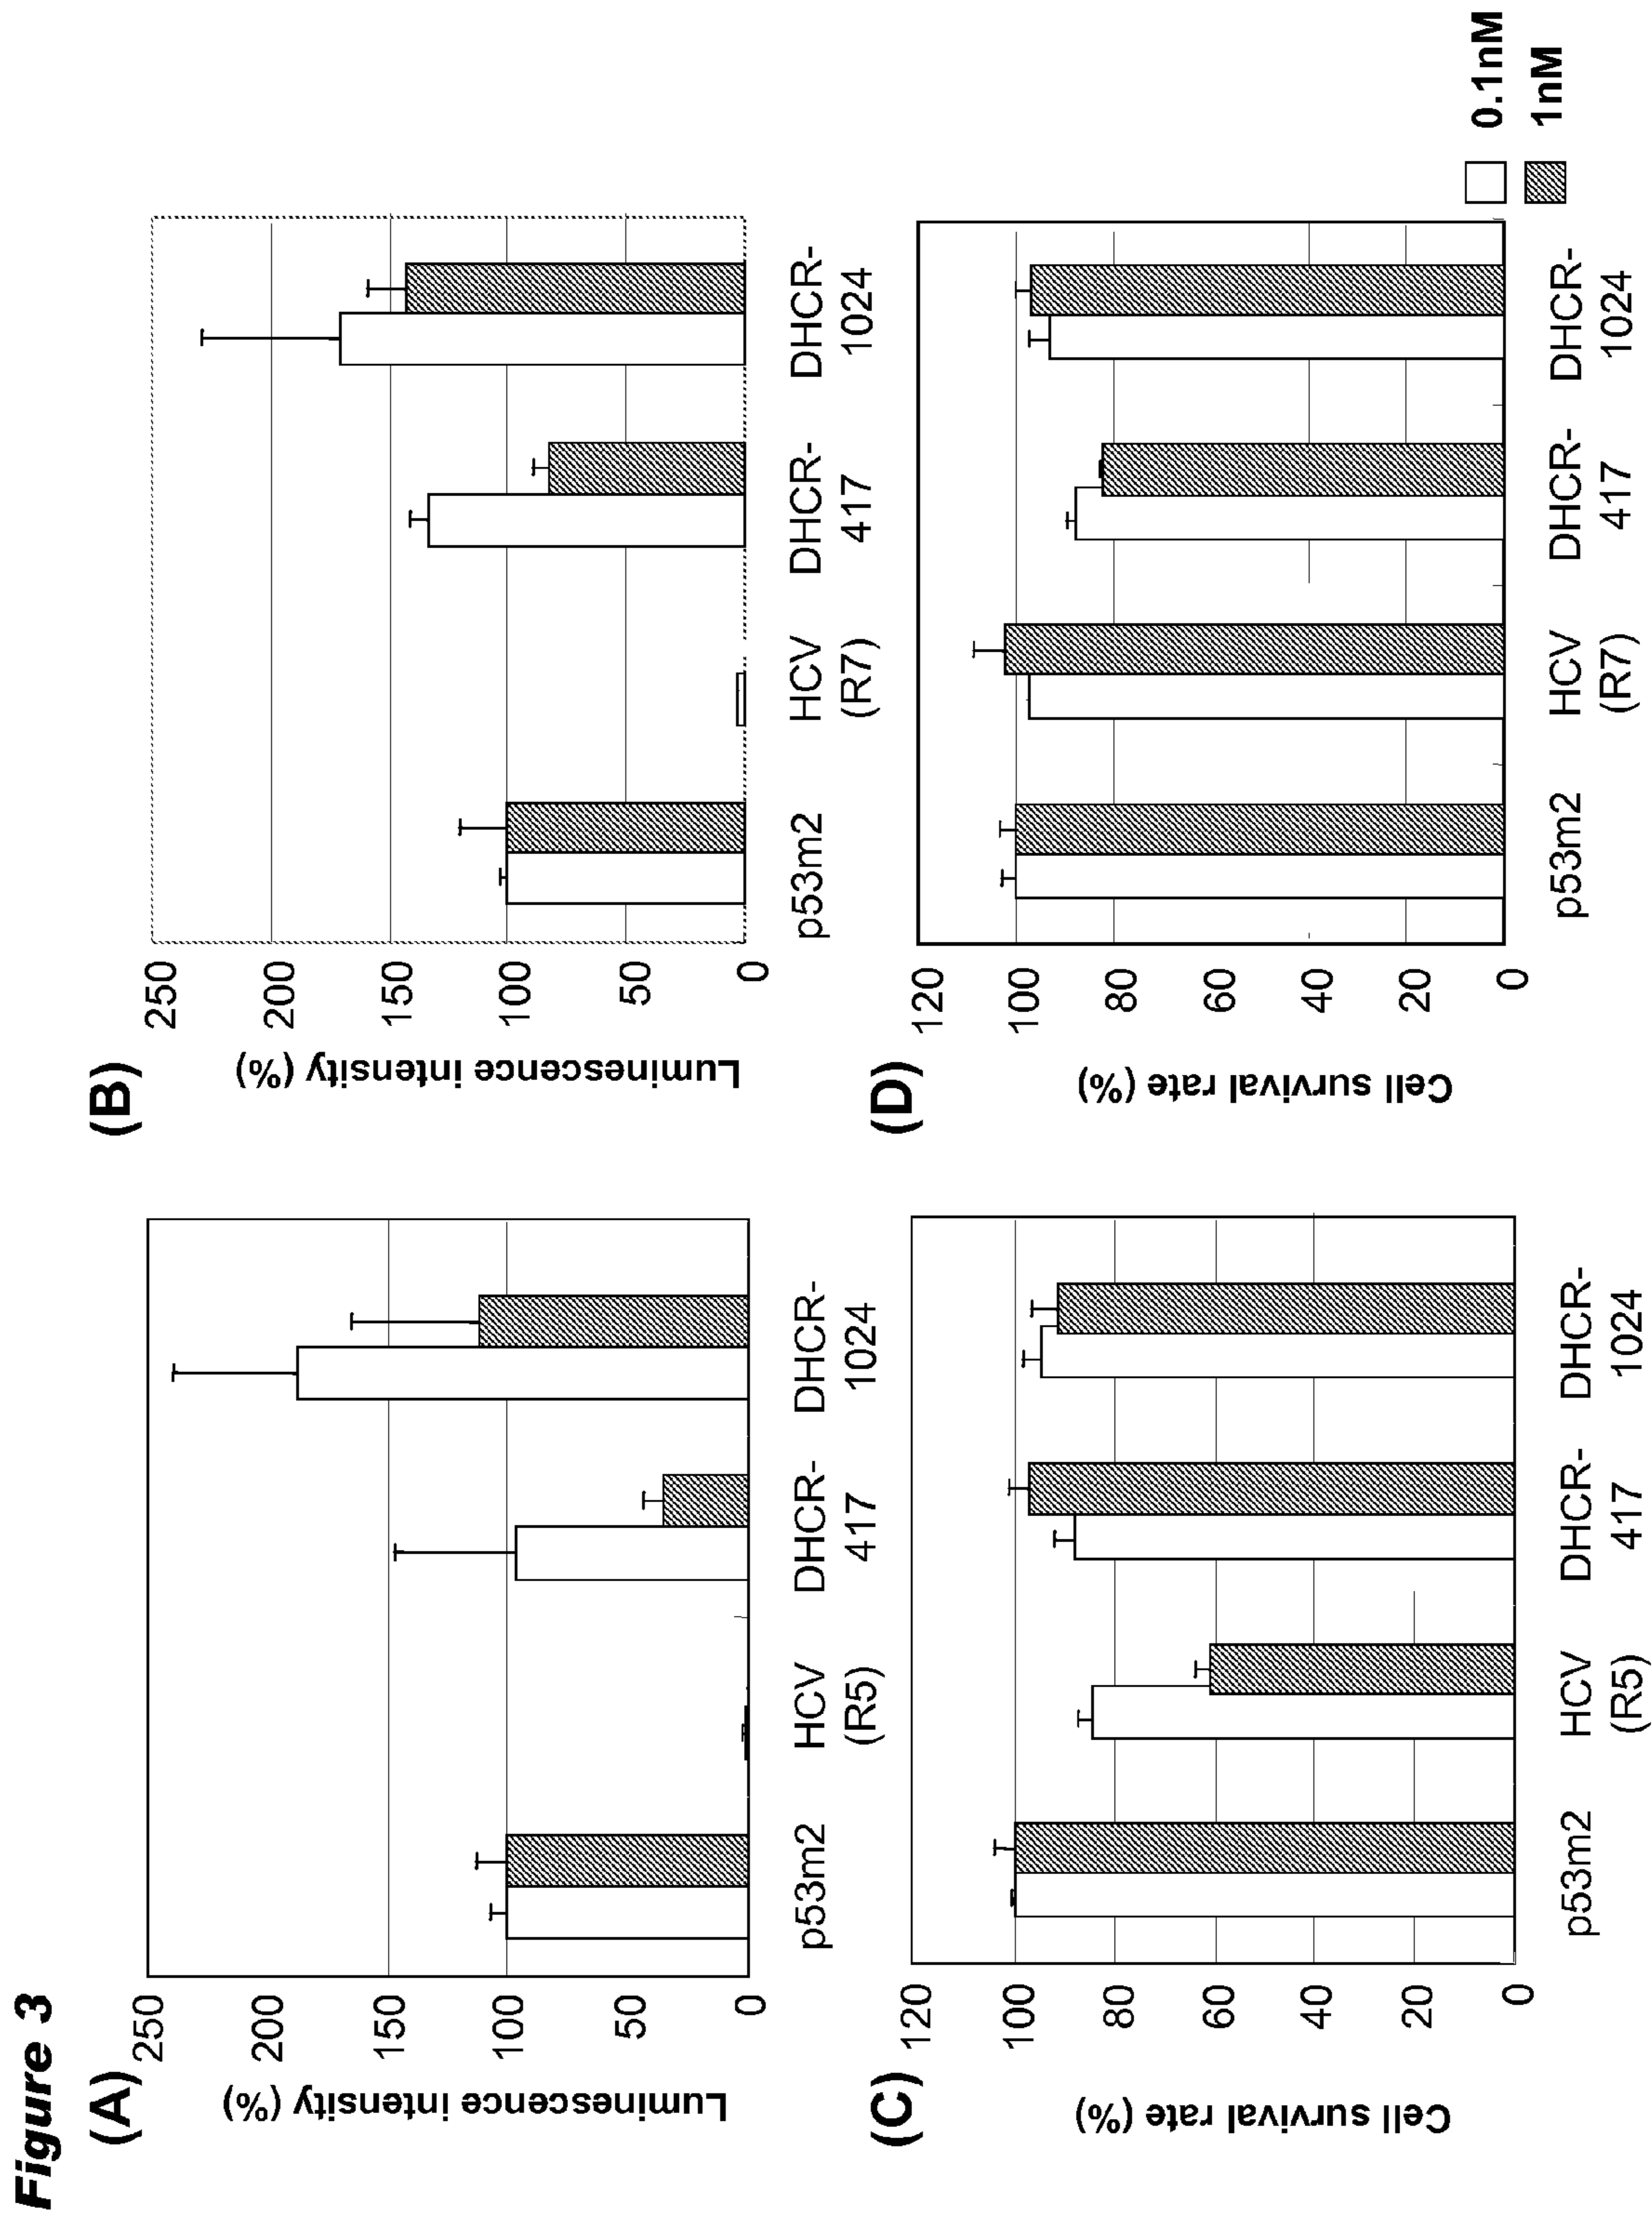 Figure 3
(A)
Luminescence intensity (%)
250
200
150
100
50
0
p53m2
HCV
(R5)
DHCR-
417
DHCR-
1024
(B)
Luminescence intensity (%)
250
200
150
100
50
0
p53m2
HCV
(R7)
DHCR-
417
DHCR-
1024
(C)
Cell survival rate (%)
120
100
80
60
40
20
0
p53m2
HCV
(R5)
DHCR-
417
DHCR-
1024
(D)
Cell survival rate (%)
120
100
80
60
40
20
0
p53m2
HCV
(R7)
DHCR-
417
DHCR-
1024
0.1nM
1nM